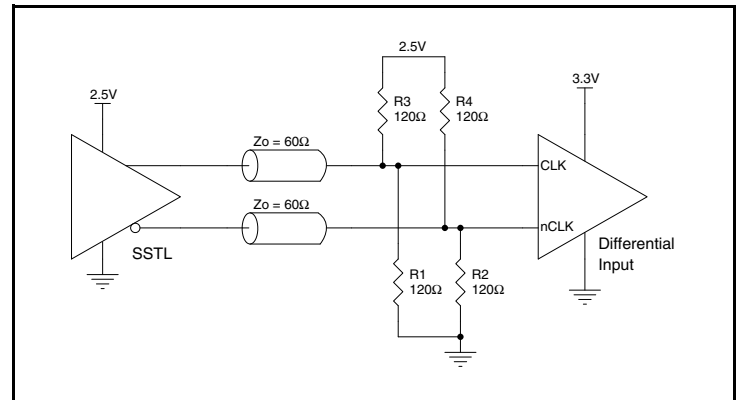 2.5V
3.3V
2.5V
R3
120Ω
R4
120Ω
Zo = 60Ω
CLK
Zo = 60Ω
nCLK
Differential
Input
SSTL
R1
120Ω
R2
120Ω